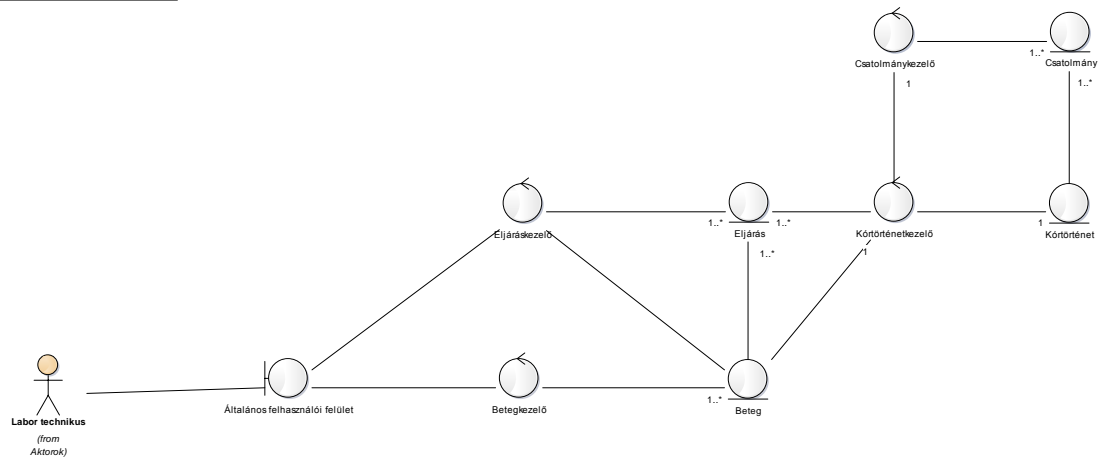 Csatolmánykezelő
1..*
Csatolmány
1
1..*
Eljáráskezelő
1..*
Eljárás
1..*
Kórtörténetkezelő
1
Kórtörténet
1..*
1
Labor technikus
(from
Aktorok)
Általános felhasználói felület
Betegkezelő
1..*
Beteg